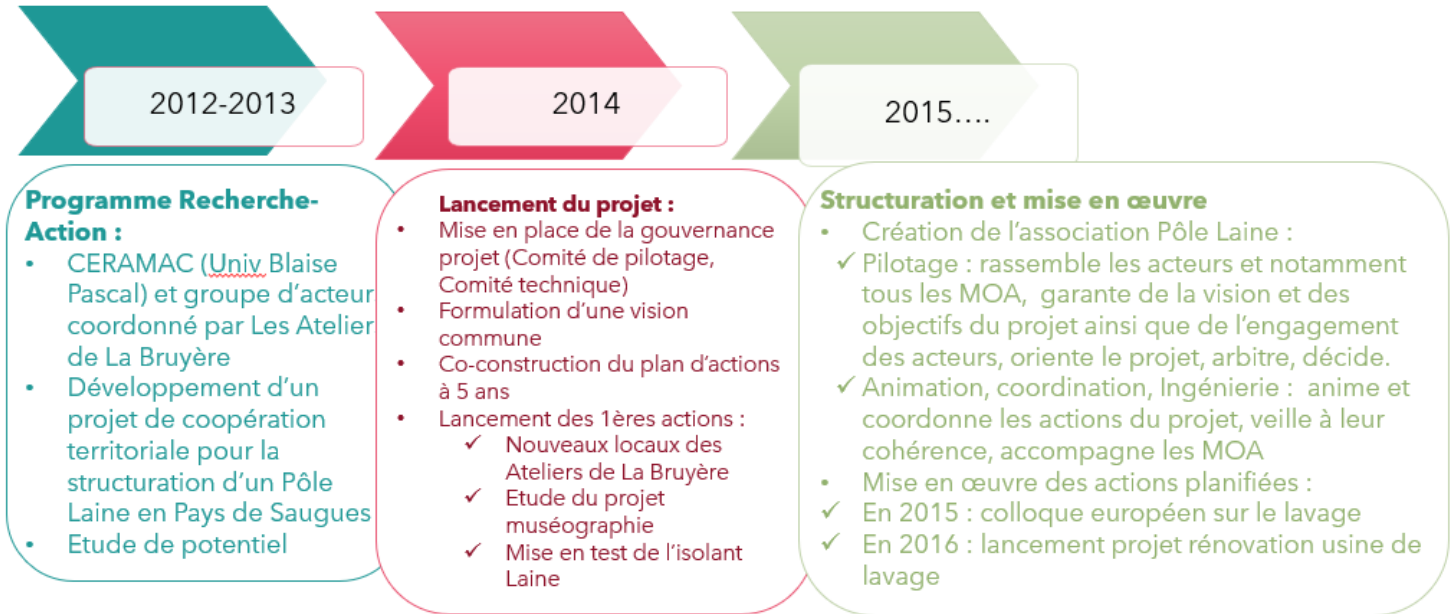 2012-2013
Programme Recherche-
Action :
• CERAMAC (Univ Blaise
Pascal) et groupe d'acteur
coordonné par Les Atelier
de La Bruyère
• Développement d'un
projet de coopération
territoriale pour la
structuration d'un Pôle
Laine en Pays de Saugues
• Etude de potentiel
2014
Lancement du projet :
• Mise en place de la gouvernance
projet (Comité de pilotage,
Comité technique)
• Formulation d'une vision
commune
• Co-construction du plan d'actions
à 5 ans
• Lancement des 1ères actions :
✓ Nouveaux locaux des
Ateliers de La Bruyère
✓ Etude du projet
muséographie
✓ Mise en test de l'isolant
Laine
2015....
Structuration et mise en œuvre
• Création de l'association Pôle Laine :
✓ Pilotage : rassemble les acteurs et notamment
tous les MOA, garante de la vision et des
objectifs du projet ainsi que de l'engagement
des acteurs, oriente le projet, arbitre, décide.
✓ Animation, coordination, Ingénierie : anime et
coordonne les actions du projet, veille à leur
cohérence, accompagne les MOA
• Mise en œuvre des actions planifiées :
✓ En 2015 : colloque européen sur le lavage
✓ En 2016 : lancement projet rénovation usine de
lavage